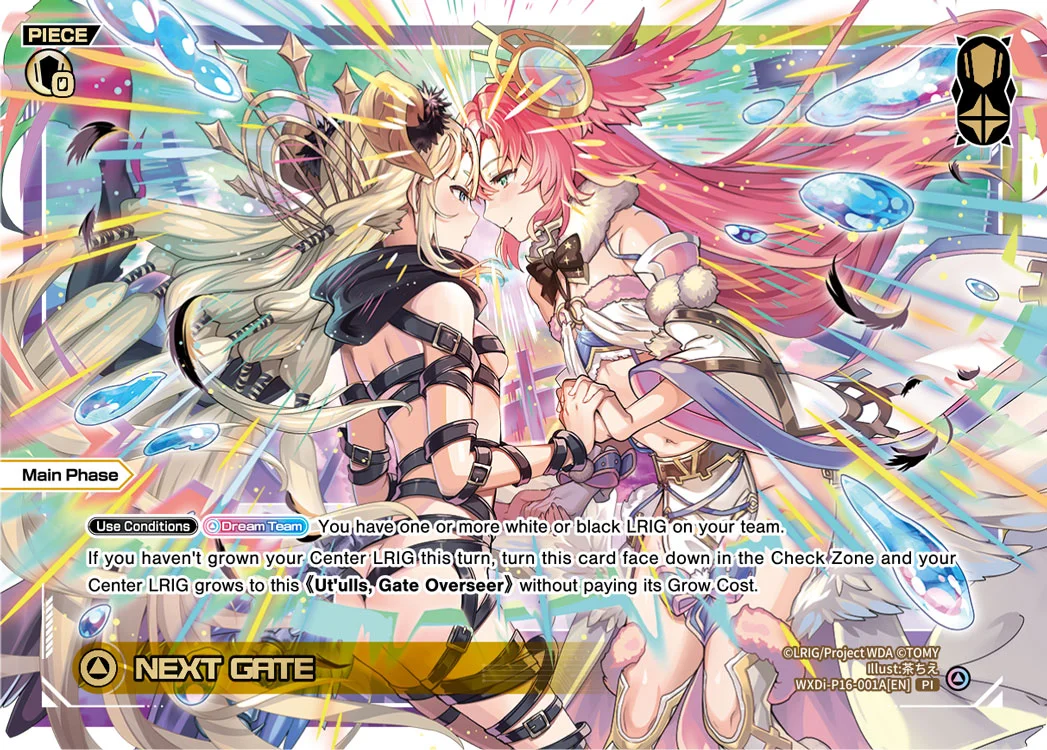 PIECE
0
Main Phase
Use Conditions Dream Team You have one or more white or black LRIG on your team.
If you haven't grown your Center LRIG this turn, turn this card face down in the Check Zone and your
Center LRIG grows to this 《Ut'ulls, Gate Overseer》 without paying its Grow Cost.
NEXT GATE
©LRIG/Project WDA ©TOMY
Illust:茶ちえ
WXDi-P16-001A[EN] PI